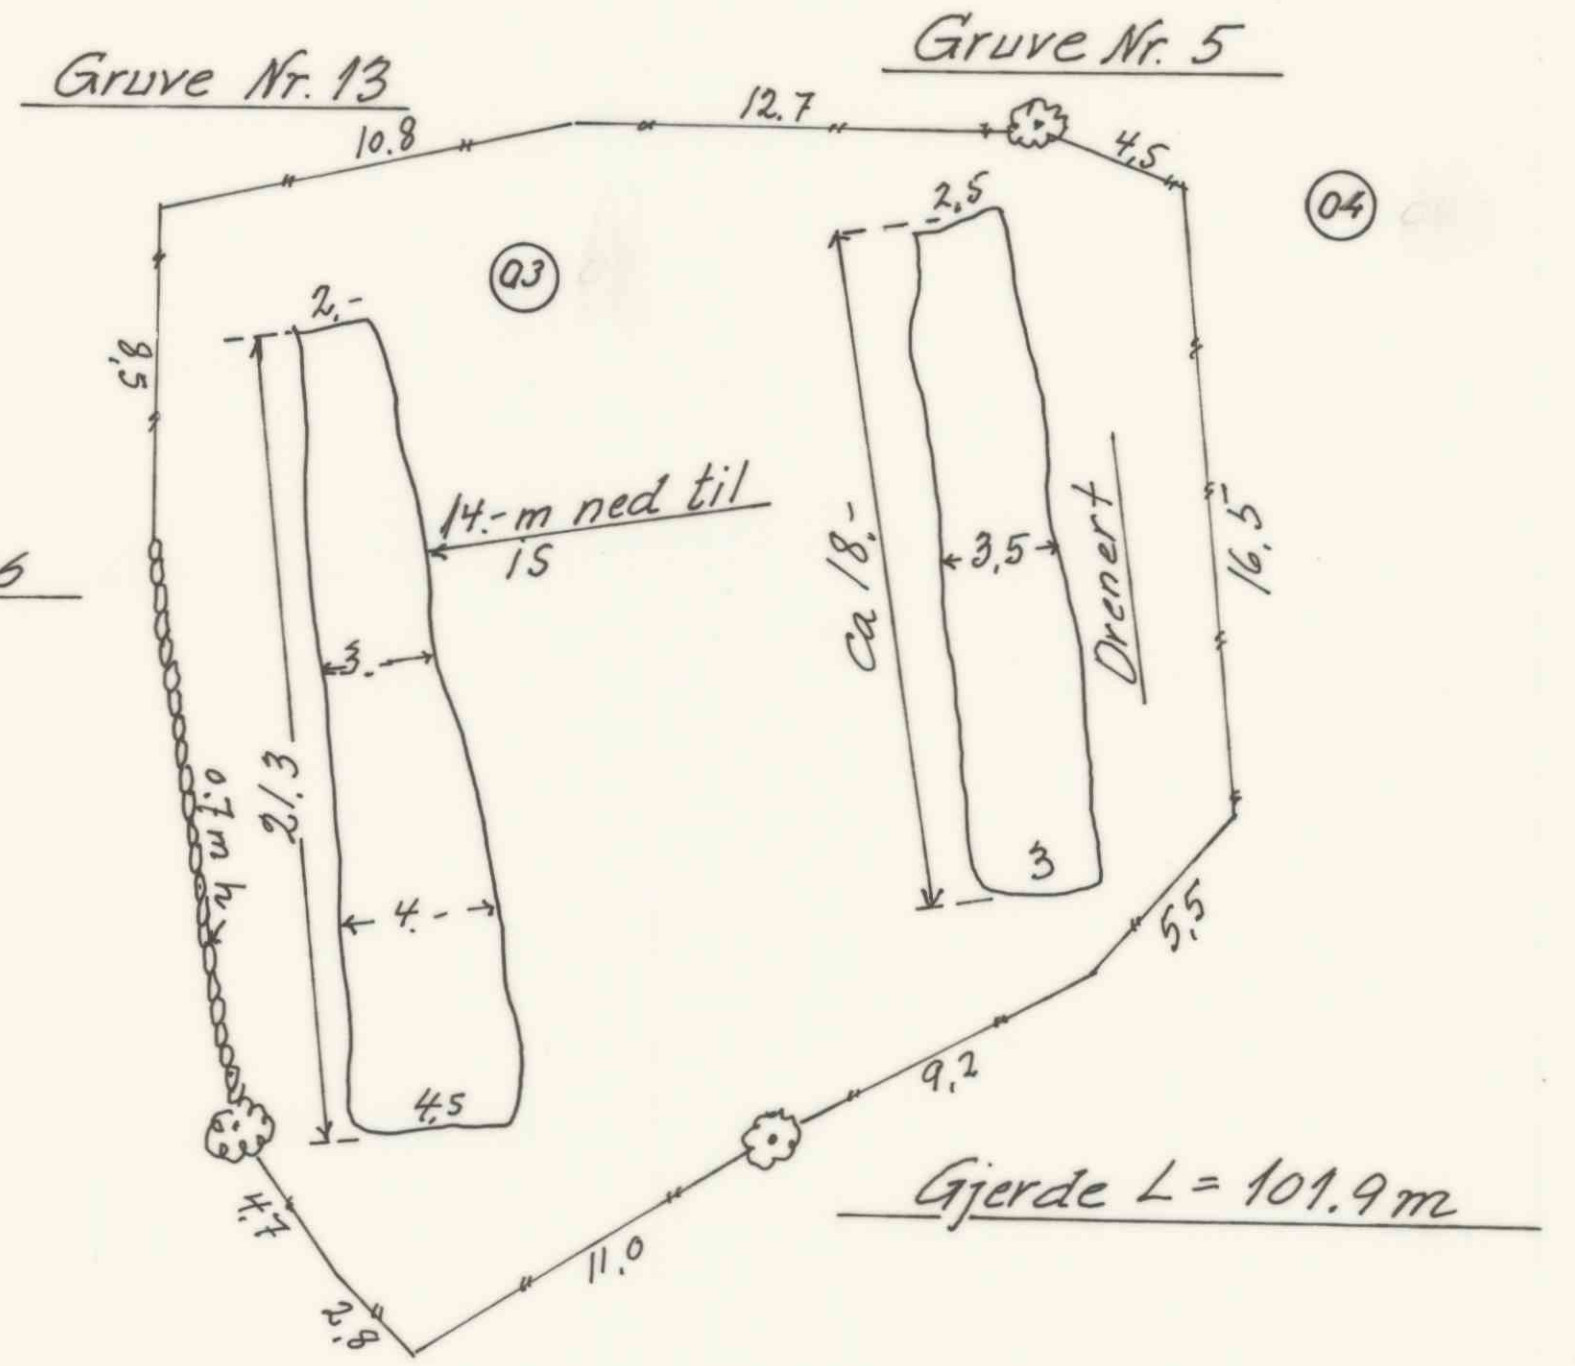 Gruve Nr. 13
Gruve Nr. 5
10.8
12.7
4,5
04
03
2,5
2,-
8,5
14.-m ned til
is
6
3,5
Drenert
16,5
ca 18.-
3.-
21.3
0.7 m h
3
4.-
5,5
4,5
9,2
4.7
11,0
2,8
Gjerde L = 101.9 m